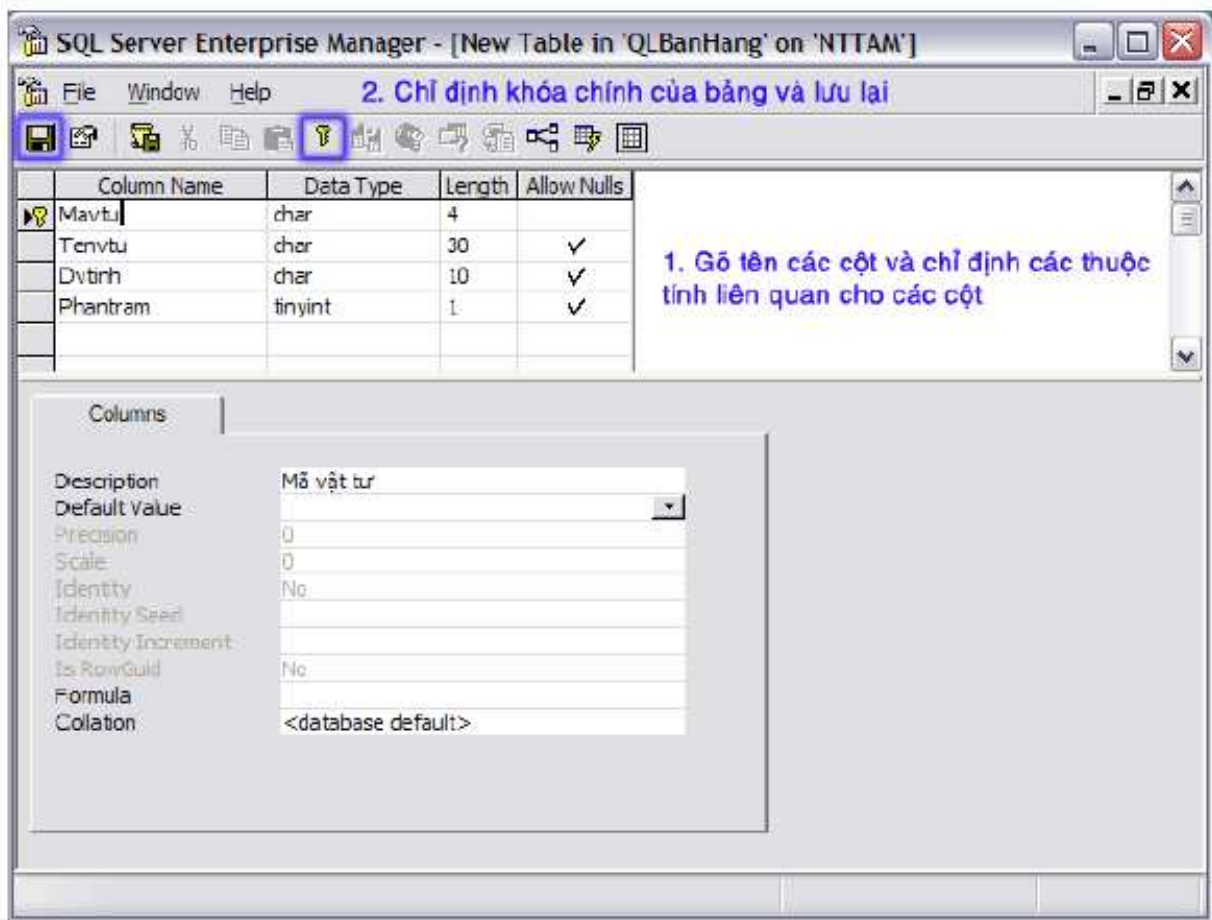 SQL Server Enterprise Manager - [New Table in 'QLBanHang' on 'NTTAM']
File Window Help 2. Chỉ định khóa chính của bảng và lưu lại
Column Name Data Type Length Allow Nulls
Mavtu char 4
Tenvtu char 30
Dvtinh char 10
Phantram tinyint 1
1. Gõ tên các cột và chỉ định các thuộc
tính liên quan cho các cột
Columns
Description Mã vật tư
Default Value
Precision 0
Scale 0
Identity No
Identity Seed
Identity Increment
Is RowGuid No
Formula
Collation <database default>